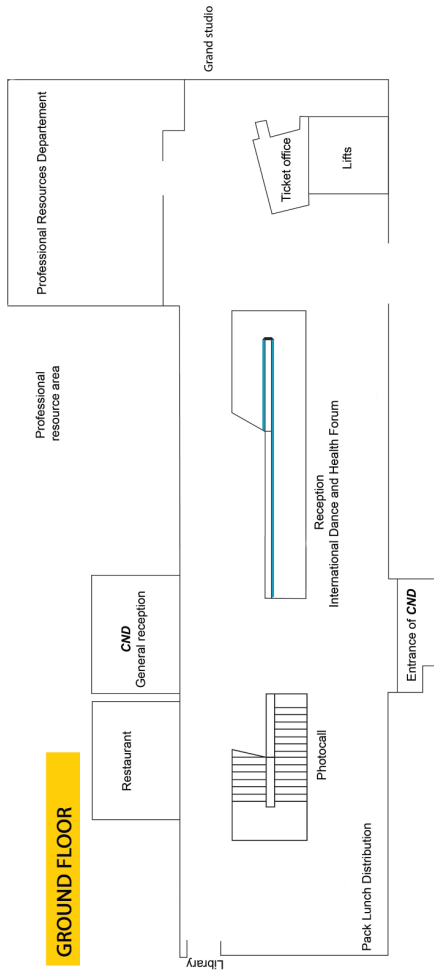 GROUND FLOOR
Restaurant
CND
General reception
Professional
resource area
Professional Resources Departement
Grand studio
Library
Pack Lunch Distribution
Photocall
Reception
International Dance and Health Forum
Entrance of CND
Ticket office
Lifts